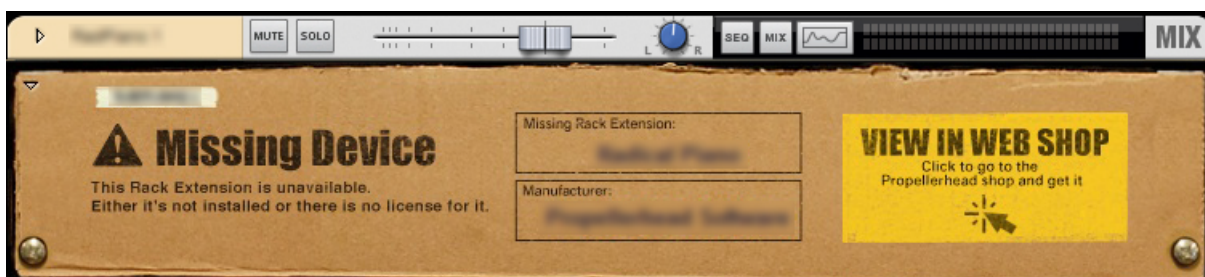 MUTE SOLO L R SEQ MIX MIX
Missing Device
This Rack Extension is unavailable.
Either it's not installed or there is no license for it.
Missing Rack Extension:
Manufacturer:
VIEW IN WEB SHOP
Click to go to the
Propellerhead shop and get it